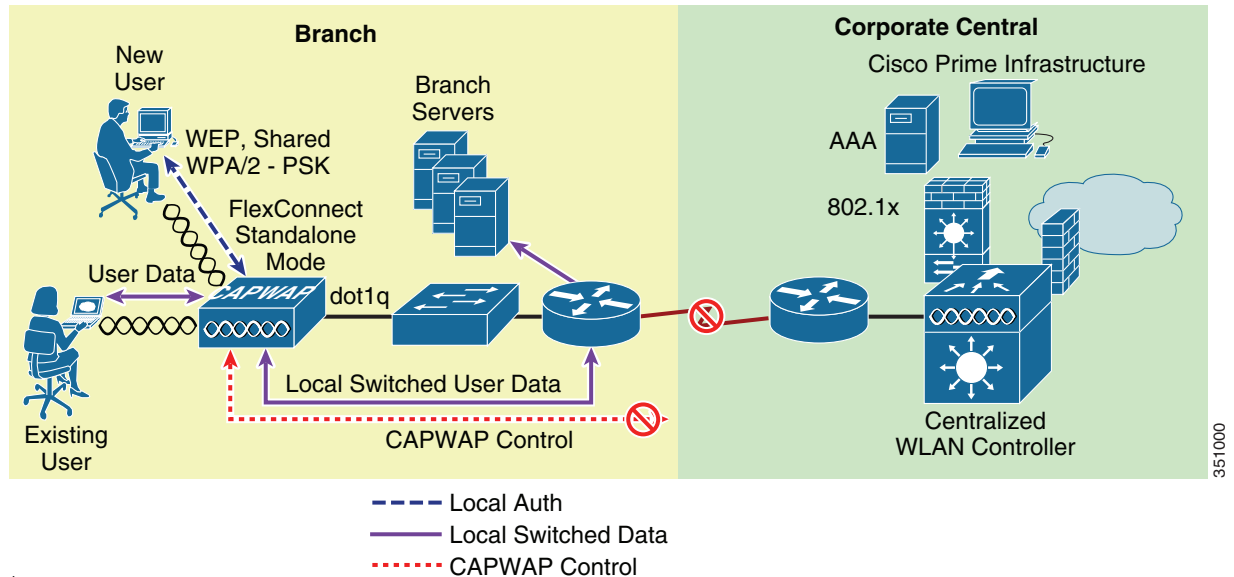 Branch
Corporate Central
New
User
Cisco Prime Infrastructure
Branch
Servers
WEP, Shared
WPA/2 - PSK
AAA
802.1x
FlexConnect
Standalone
Mode
User Data
CAPWAP
dot1q
Local Switched User Data
CAPWAP Control
Existing
User
Centralized
WLAN Controller
351000
Local Auth
Local Switched Data
CAPWAP Control